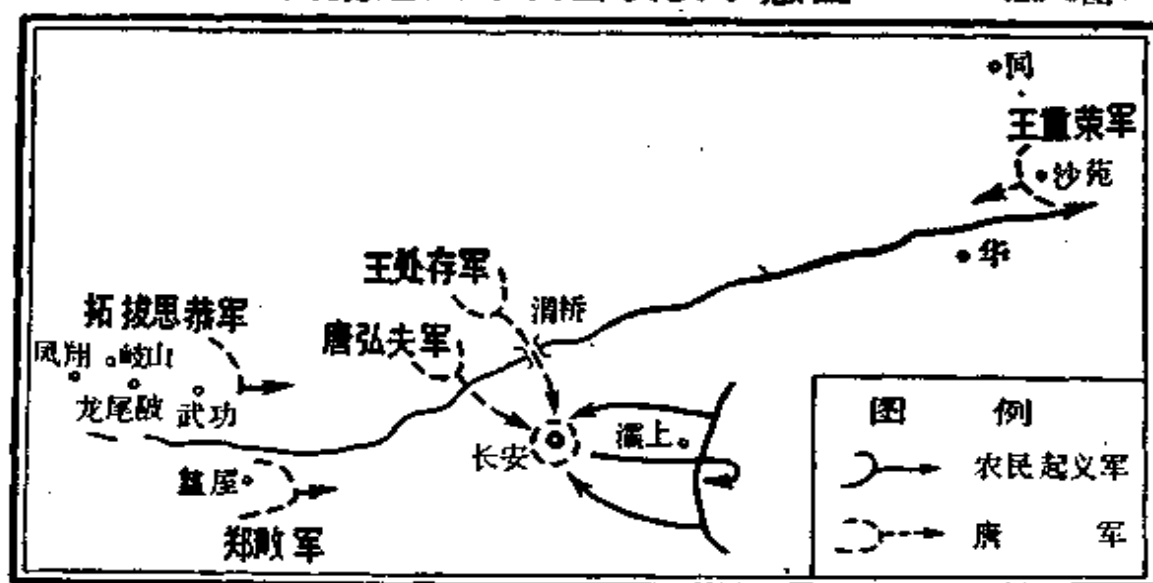 同
王重荣军
沙苑
华
王处存军
渭桥
拓拔思恭军
唐弘夫军
凤翔 岐山
龙尾陂 武功
长安
灞上
盩厔
郑畋军
图 例
农民起义军
唐 军